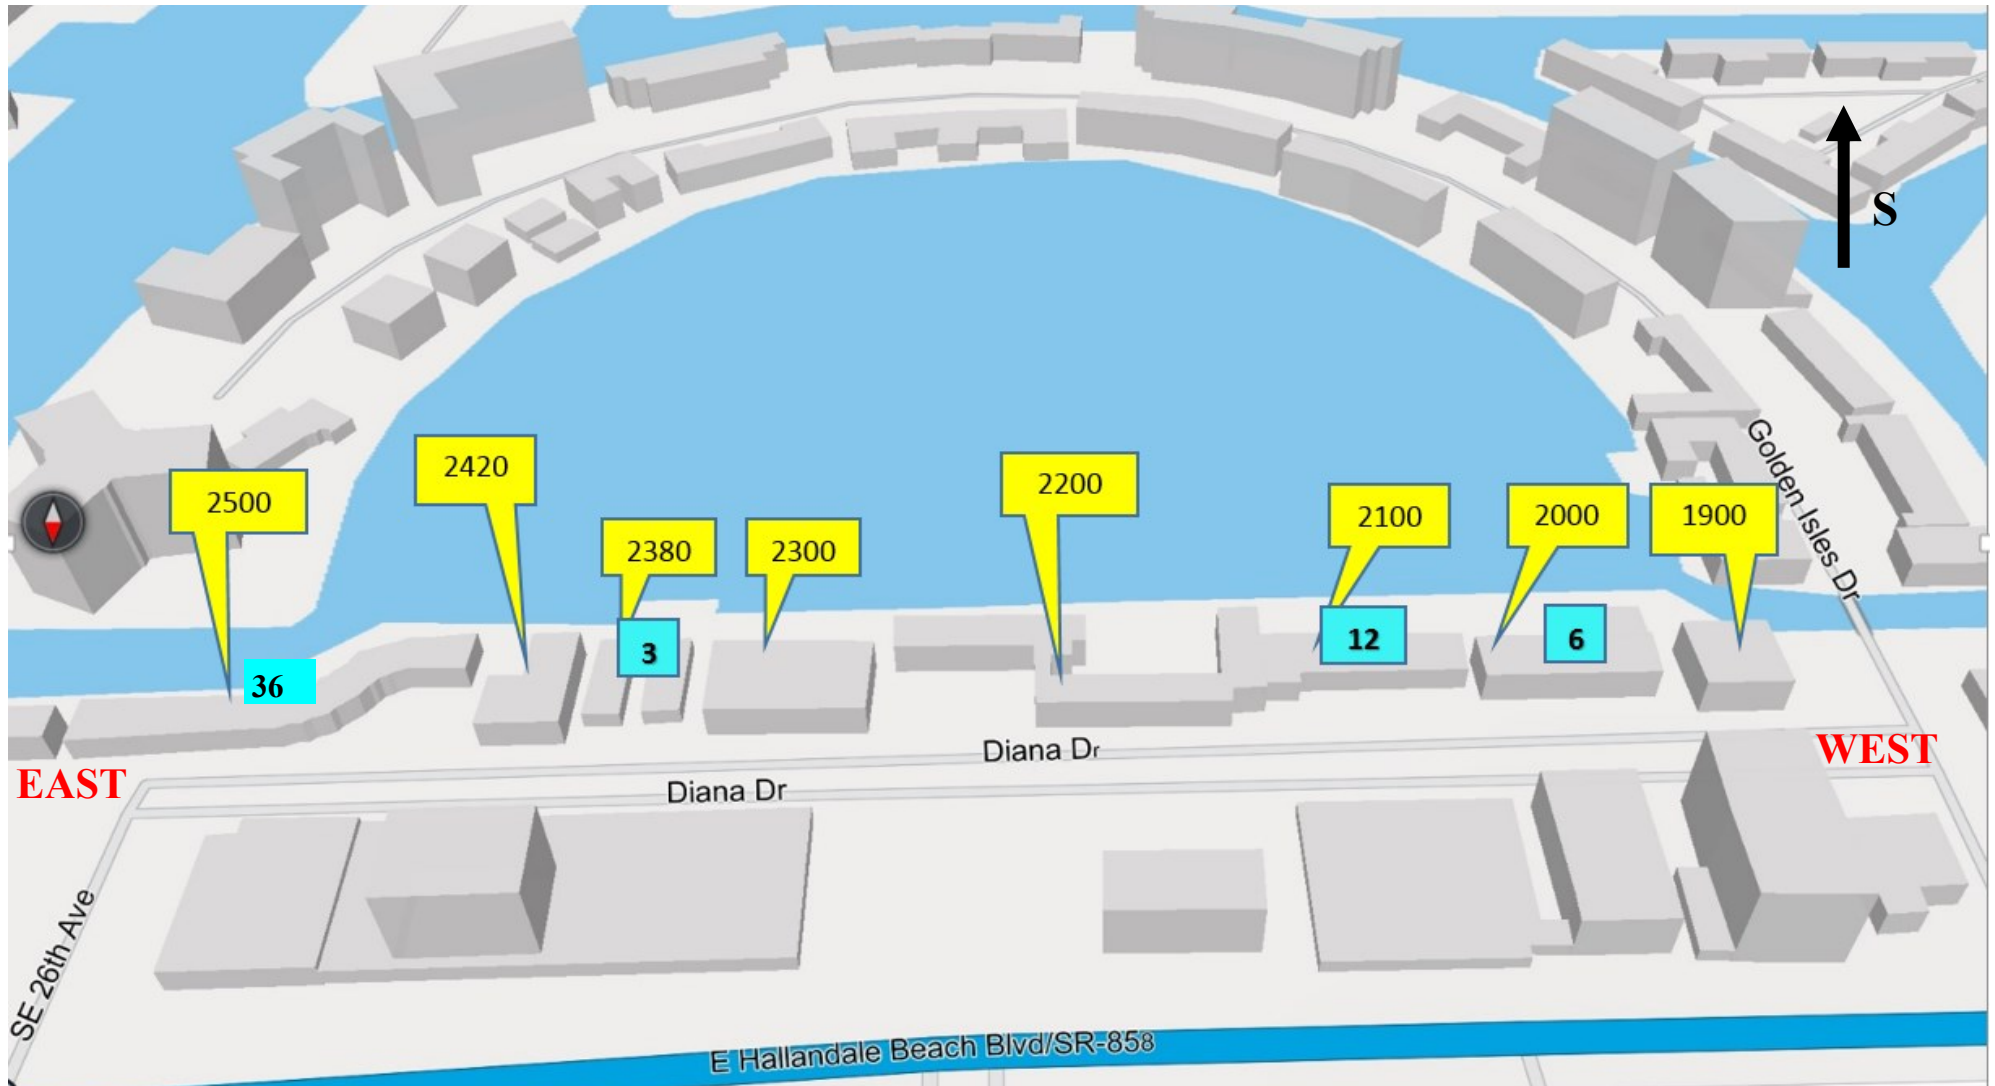 S
Golden Isles Dr
2420
2200
2500
2100
2000
1900
2380
2300
3
12
6
36
EAST
WEST
Diana Dr
Diana Dr
SE 26th Ave
E Hallandale Beach Blvd/SR-858